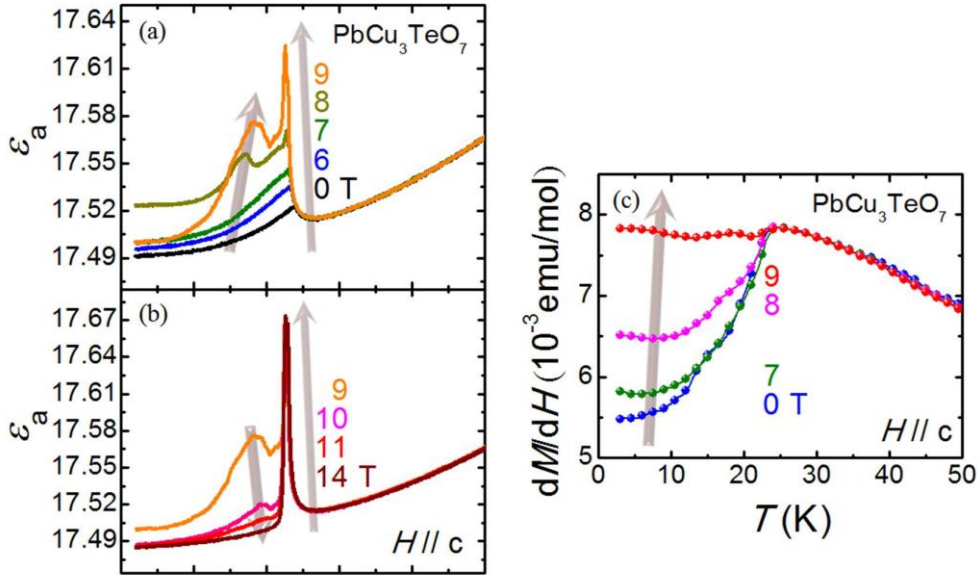 (a)
PbCu3TeO7
17.64
17.61
17.58
17.55
17.52
17.49
εa
9
8
7
6
0 T
(b)
17.67
17.64
17.61
17.58
17.55
17.52
17.49
εa
9
10
11
14 T
H // c
(c)
PbCu3TeO7
8
7
6
5
dM/dH (10⁻³ emu/mol)
9
8
7
0 T
H // c
0 10 20 30 40 50
T (K)